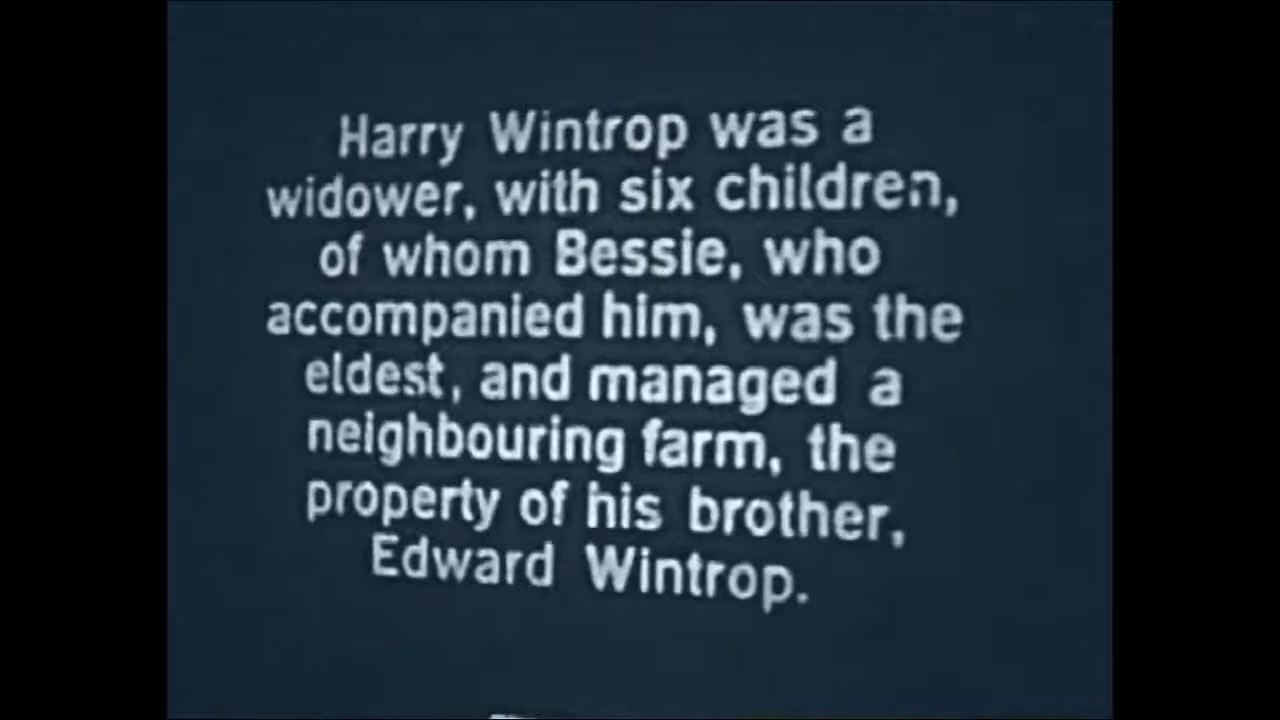 Harry Wintrop was a
widower, with six children,
of whom Bessie, who
accompanied him, was the
eldest, and managed a
neighbouring farm, the
property of his brother,
Edward Wintrop.